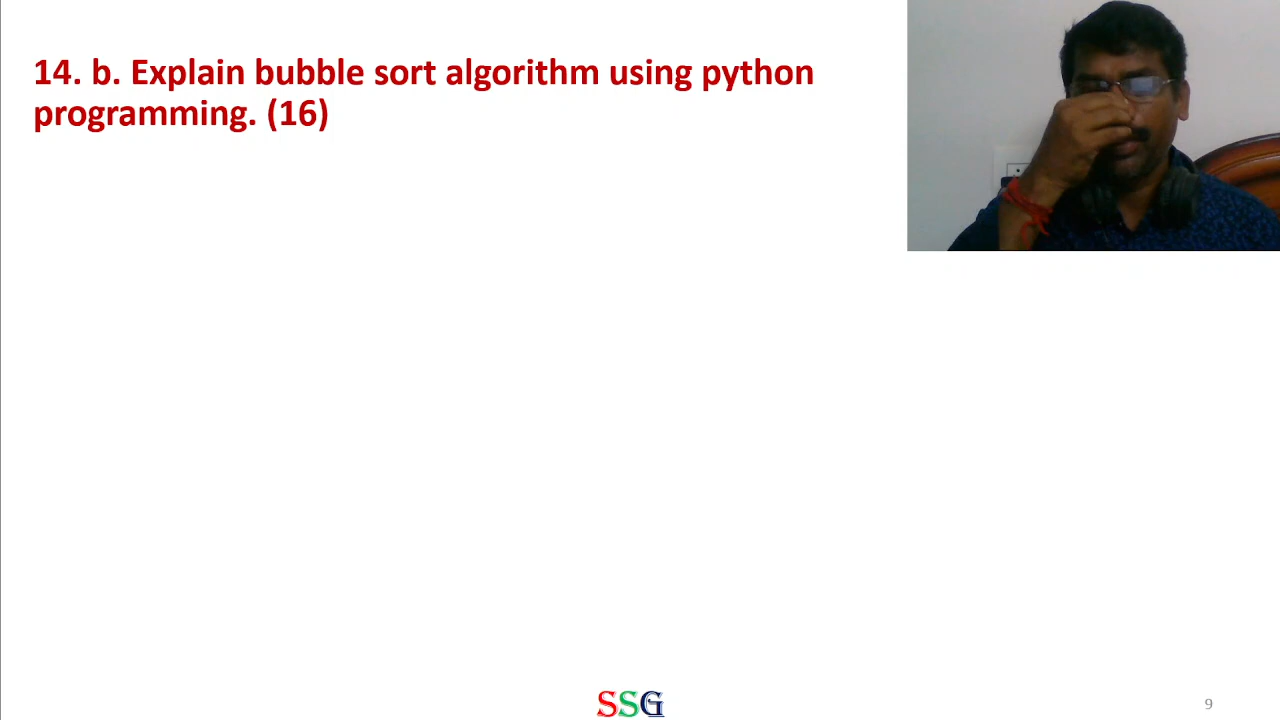 14. b. Explain bubble sort algorithm using python
programming. (16)
SSG
9